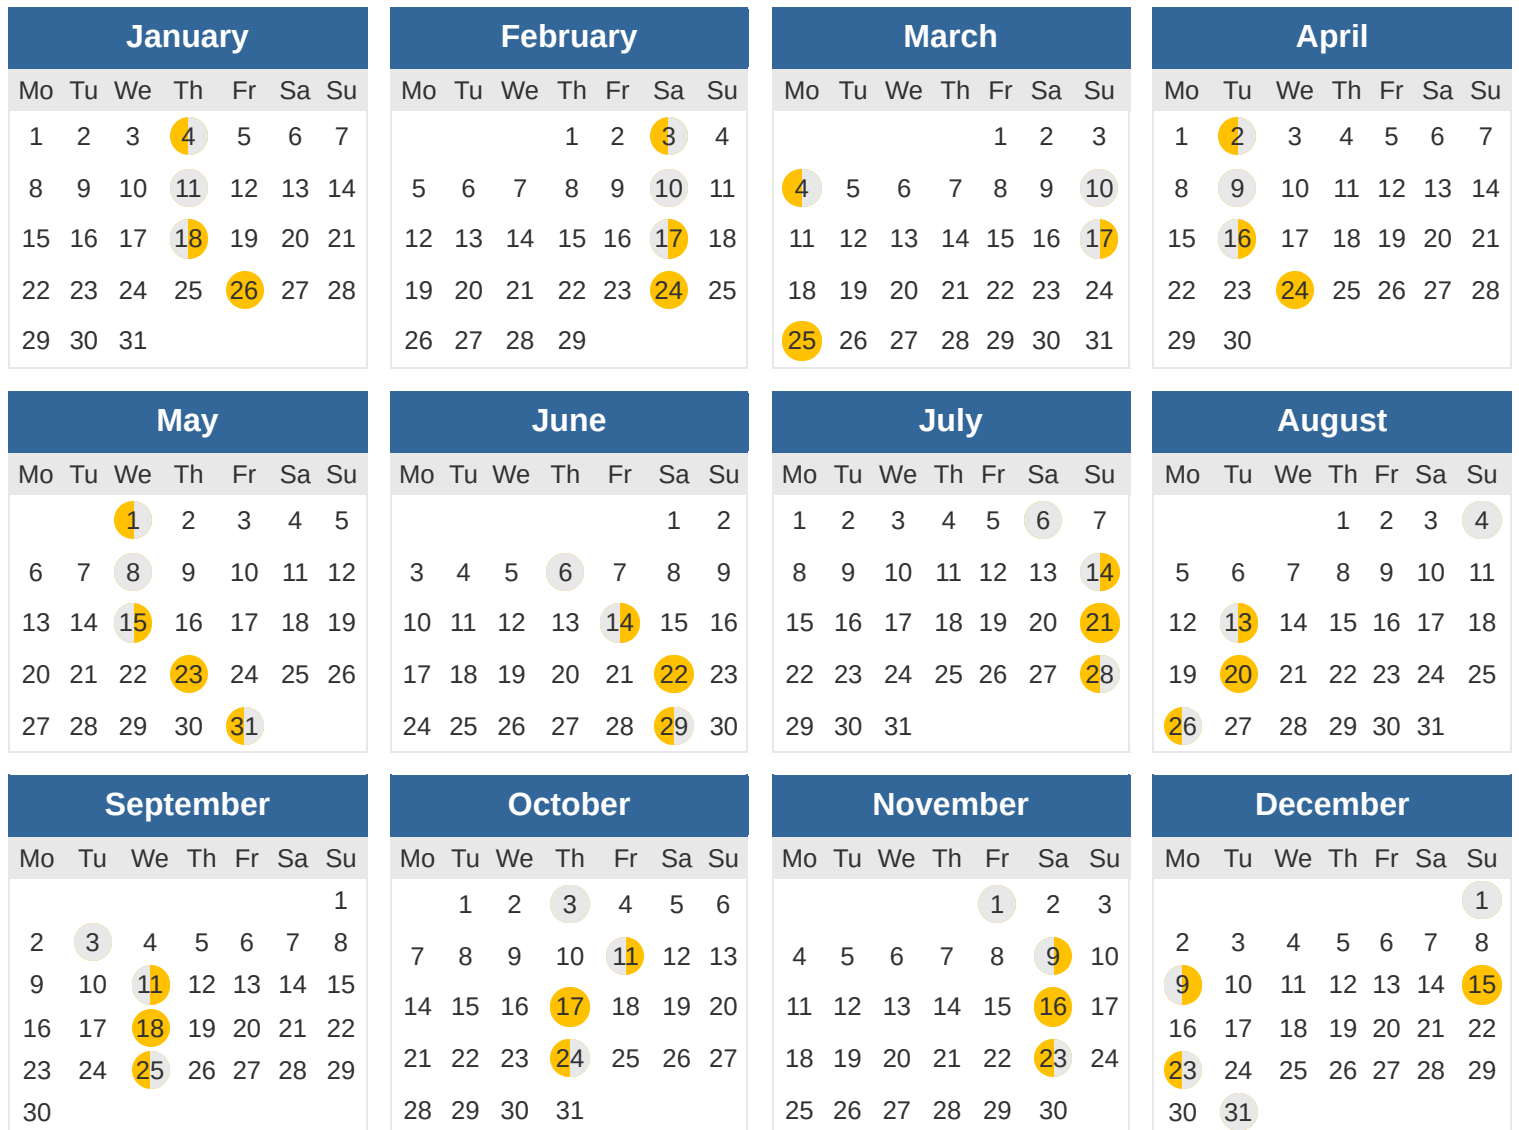 January
Mo Tu We Th Fr Sa Su
1 2 3 4 5 6 7
8 9 10 11 12 13 14
15 16 17 18 19 20 21
22 23 24 25 26 27 28
29 30 31
February
Mo Tu We Th Fr Sa Su
1 2 3 4
5 6 7 8 9 10 11
12 13 14 15 16 17 18
19 20 21 22 23 24 25
26 27 28 29
March
Mo Tu We Th Fr Sa Su
1 2 3
4 5 6 7 8 9 10
11 12 13 14 15 16 17
18 19 20 21 22 23 24
25 26 27 28 29 30 31
April
Mo Tu We Th Fr Sa Su
1 2 3 4 5 6 7
8 9 10 11 12 13 14
15 16 17 18 19 20 21
22 23 24 25 26 27 28
29 30
May
Mo Tu We Th Fr Sa Su
1 2 3 4 5
6 7 8 9 10 11 12
13 14 15 16 17 18 19
20 21 22 23 24 25 26
27 28 29 30 31
June
Mo Tu We Th Fr Sa Su
1 2
3 4 5 6 7 8 9
10 11 12 13 14 15 16
17 18 19 20 21 22 23
24 25 26 27 28 29 30
July
Mo Tu We Th Fr Sa Su
1 2 3 4 5 6 7
8 9 10 11 12 13 14
15 16 17 18 19 20 21
22 23 24 25 26 27 28
29 30 31
August
Mo Tu We Th Fr Sa Su
1 2 3 4
5 6 7 8 9 10 11
12 13 14 15 16 17 18
19 20 21 22 23 24 25
26 27 28 29 30 31
September
Mo Tu We Th Fr Sa Su
1
2 3 4 5 6 7 8
9 10 11 12 13 14 15
16 17 18 19 20 21 22
23 24 25 26 27 28 29
30
October
Mo Tu We Th Fr Sa Su
1 2 3 4 5 6
7 8 9 10 11 12 13
14 15 16 17 18 19 20
21 22 23 24 25 26 27
28 29 30 31
November
Mo Tu We Th Fr Sa Su
1 2 3
4 5 6 7 8 9 10
11 12 13 14 15 16 17
18 19 20 21 22 23 24
25 26 27 28 29 30
December
Mo Tu We Th Fr Sa Su
1
2 3 4 5 6 7 8
9 10 11 12 13 14 15
16 17 18 19 20 21 22
23 24 25 26 27 28 29
30 31